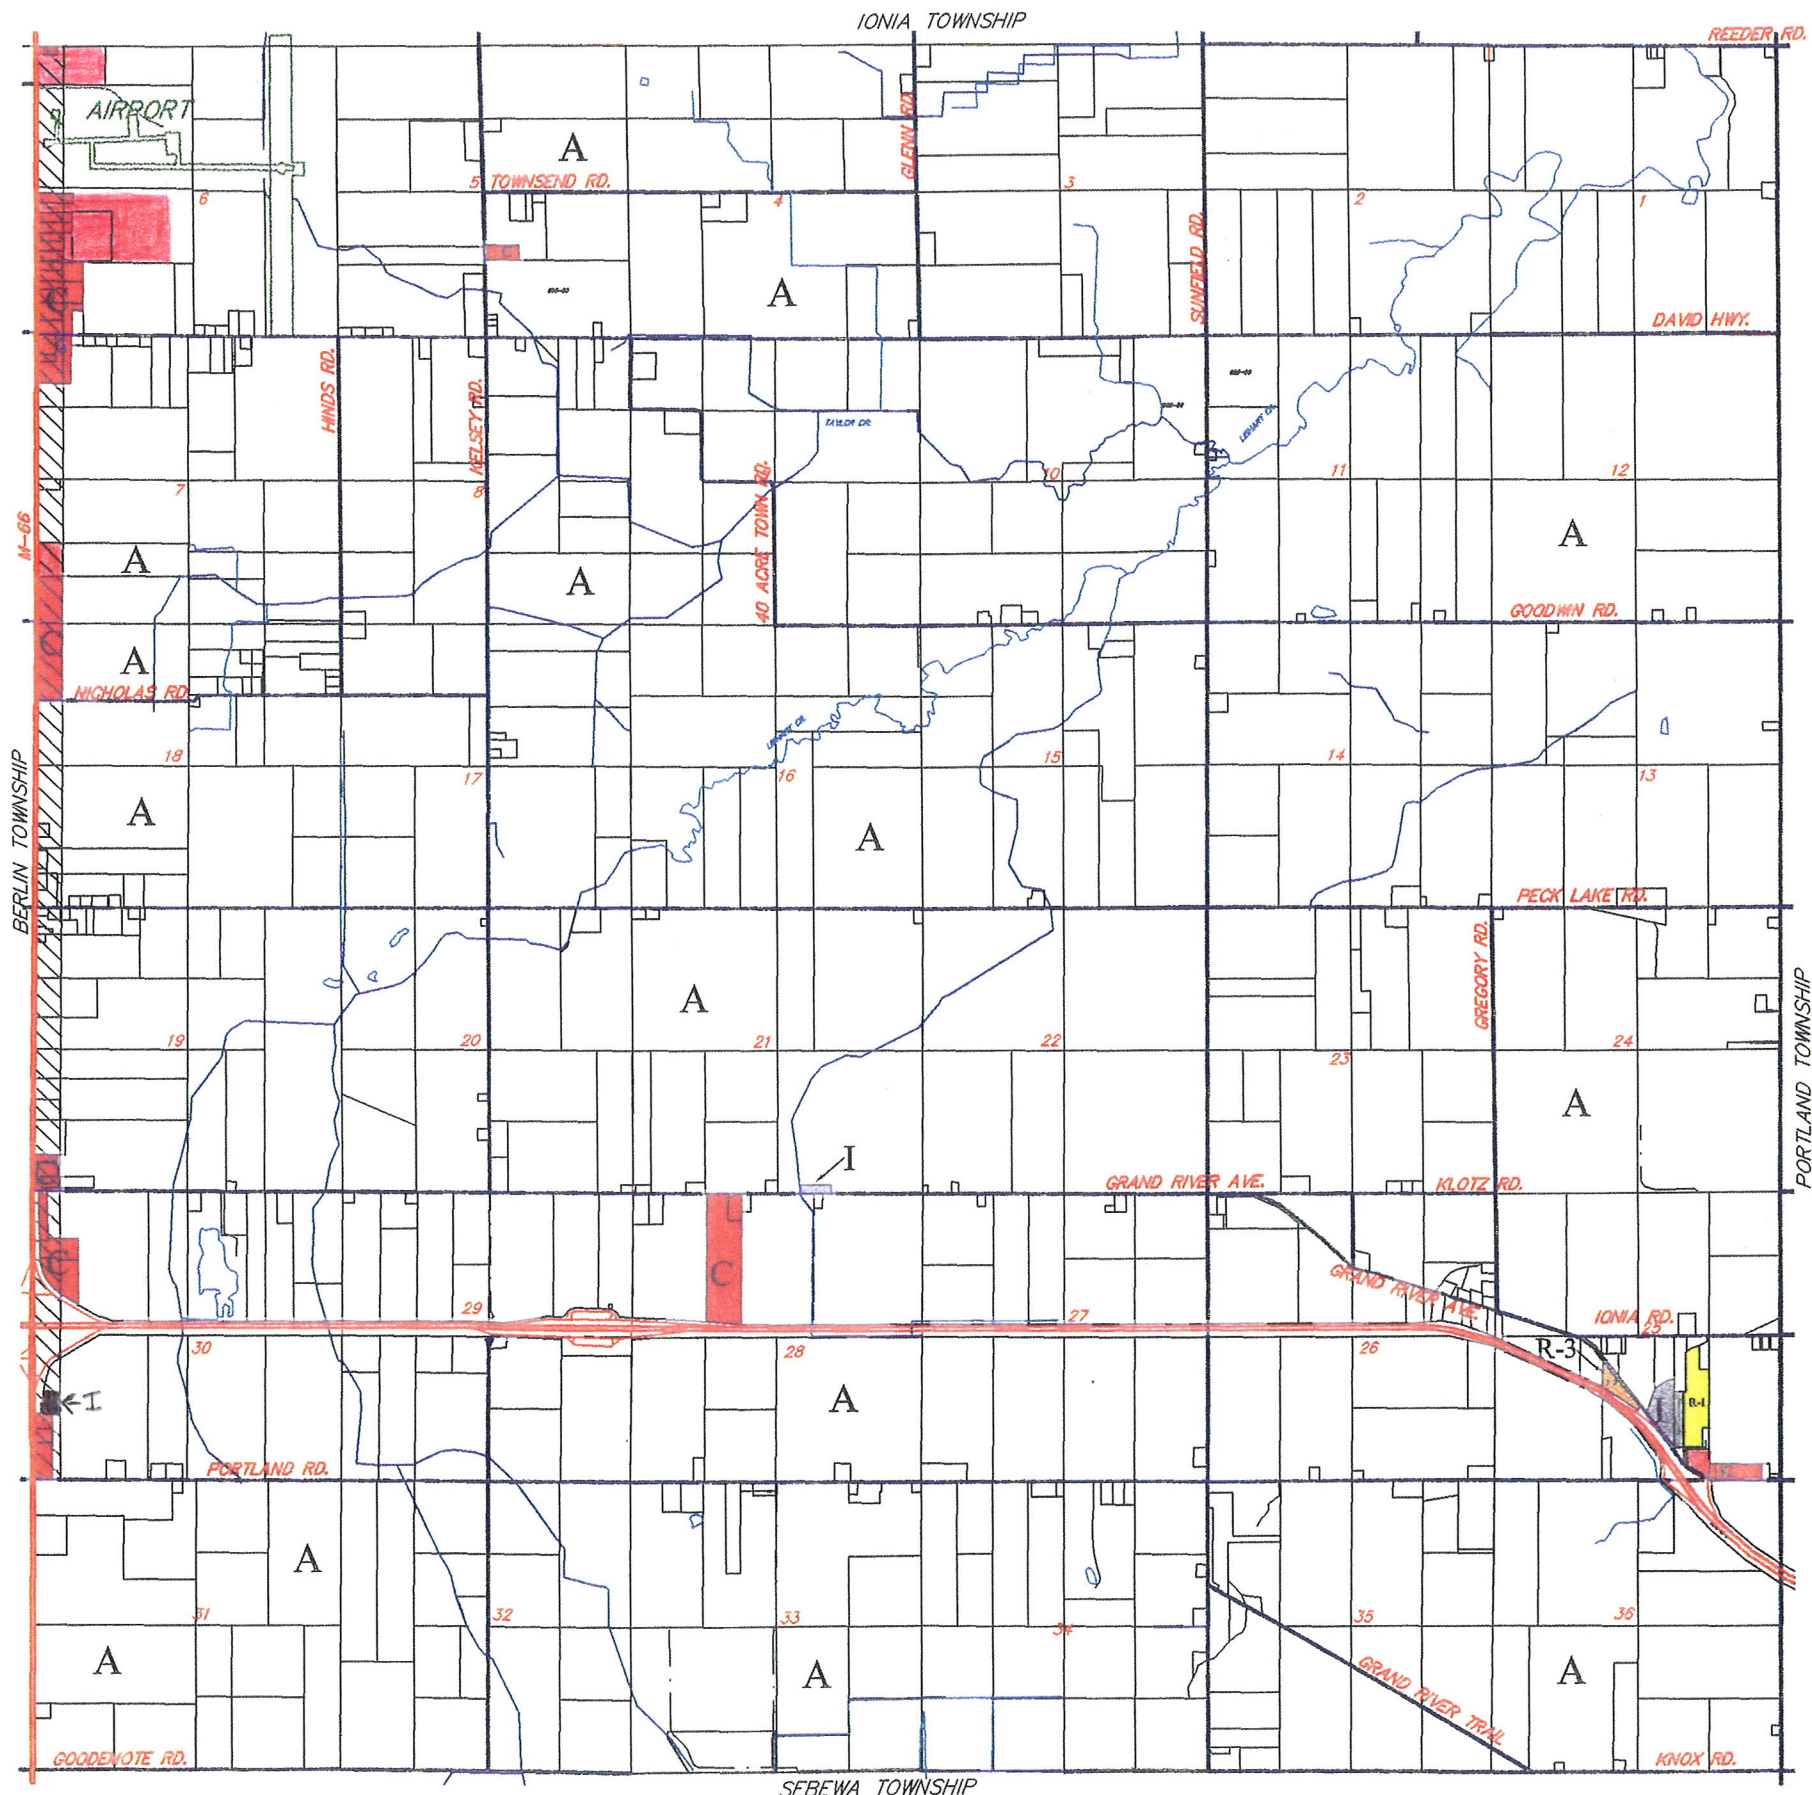 IONIA TOWNSHIP
REEDER RD.
AIRPORT
GLENN RD.
A
6
5
TOWNSEND RD.
4
3
2
1
SUNFIELD RD.
C
A
DAVID HWY.
HINDS RD.
KELSEY RD.
TAYLOR DR.
40 ACRE TOWN RD.
7
8
10
11
12
M-66
A
A
A
GOODWIN RD.
C
A
NICHOLAS RD.
18
17
16
15
14
13
BERLIN TOWNSHIP
A
A
PECK LAKE RD.
GREGORY RD.
A
19
20
21
22
23
24
PORTLAND TOWNSHIP
A
I
GRAND RIVER AVE.
KLOTZ RD.
C
GRAND RIVER AVE.
29
27
IONIA RD.
25
30
28
26
R-3
I
A
I
R-1
PORTLAND RD.
A
31
32
33
34
35
36
A
A
A
GRAND RIVER TRAIL
GOODEMOTE RD.
KNOX RD.
SEBEWA TOWNSHIP